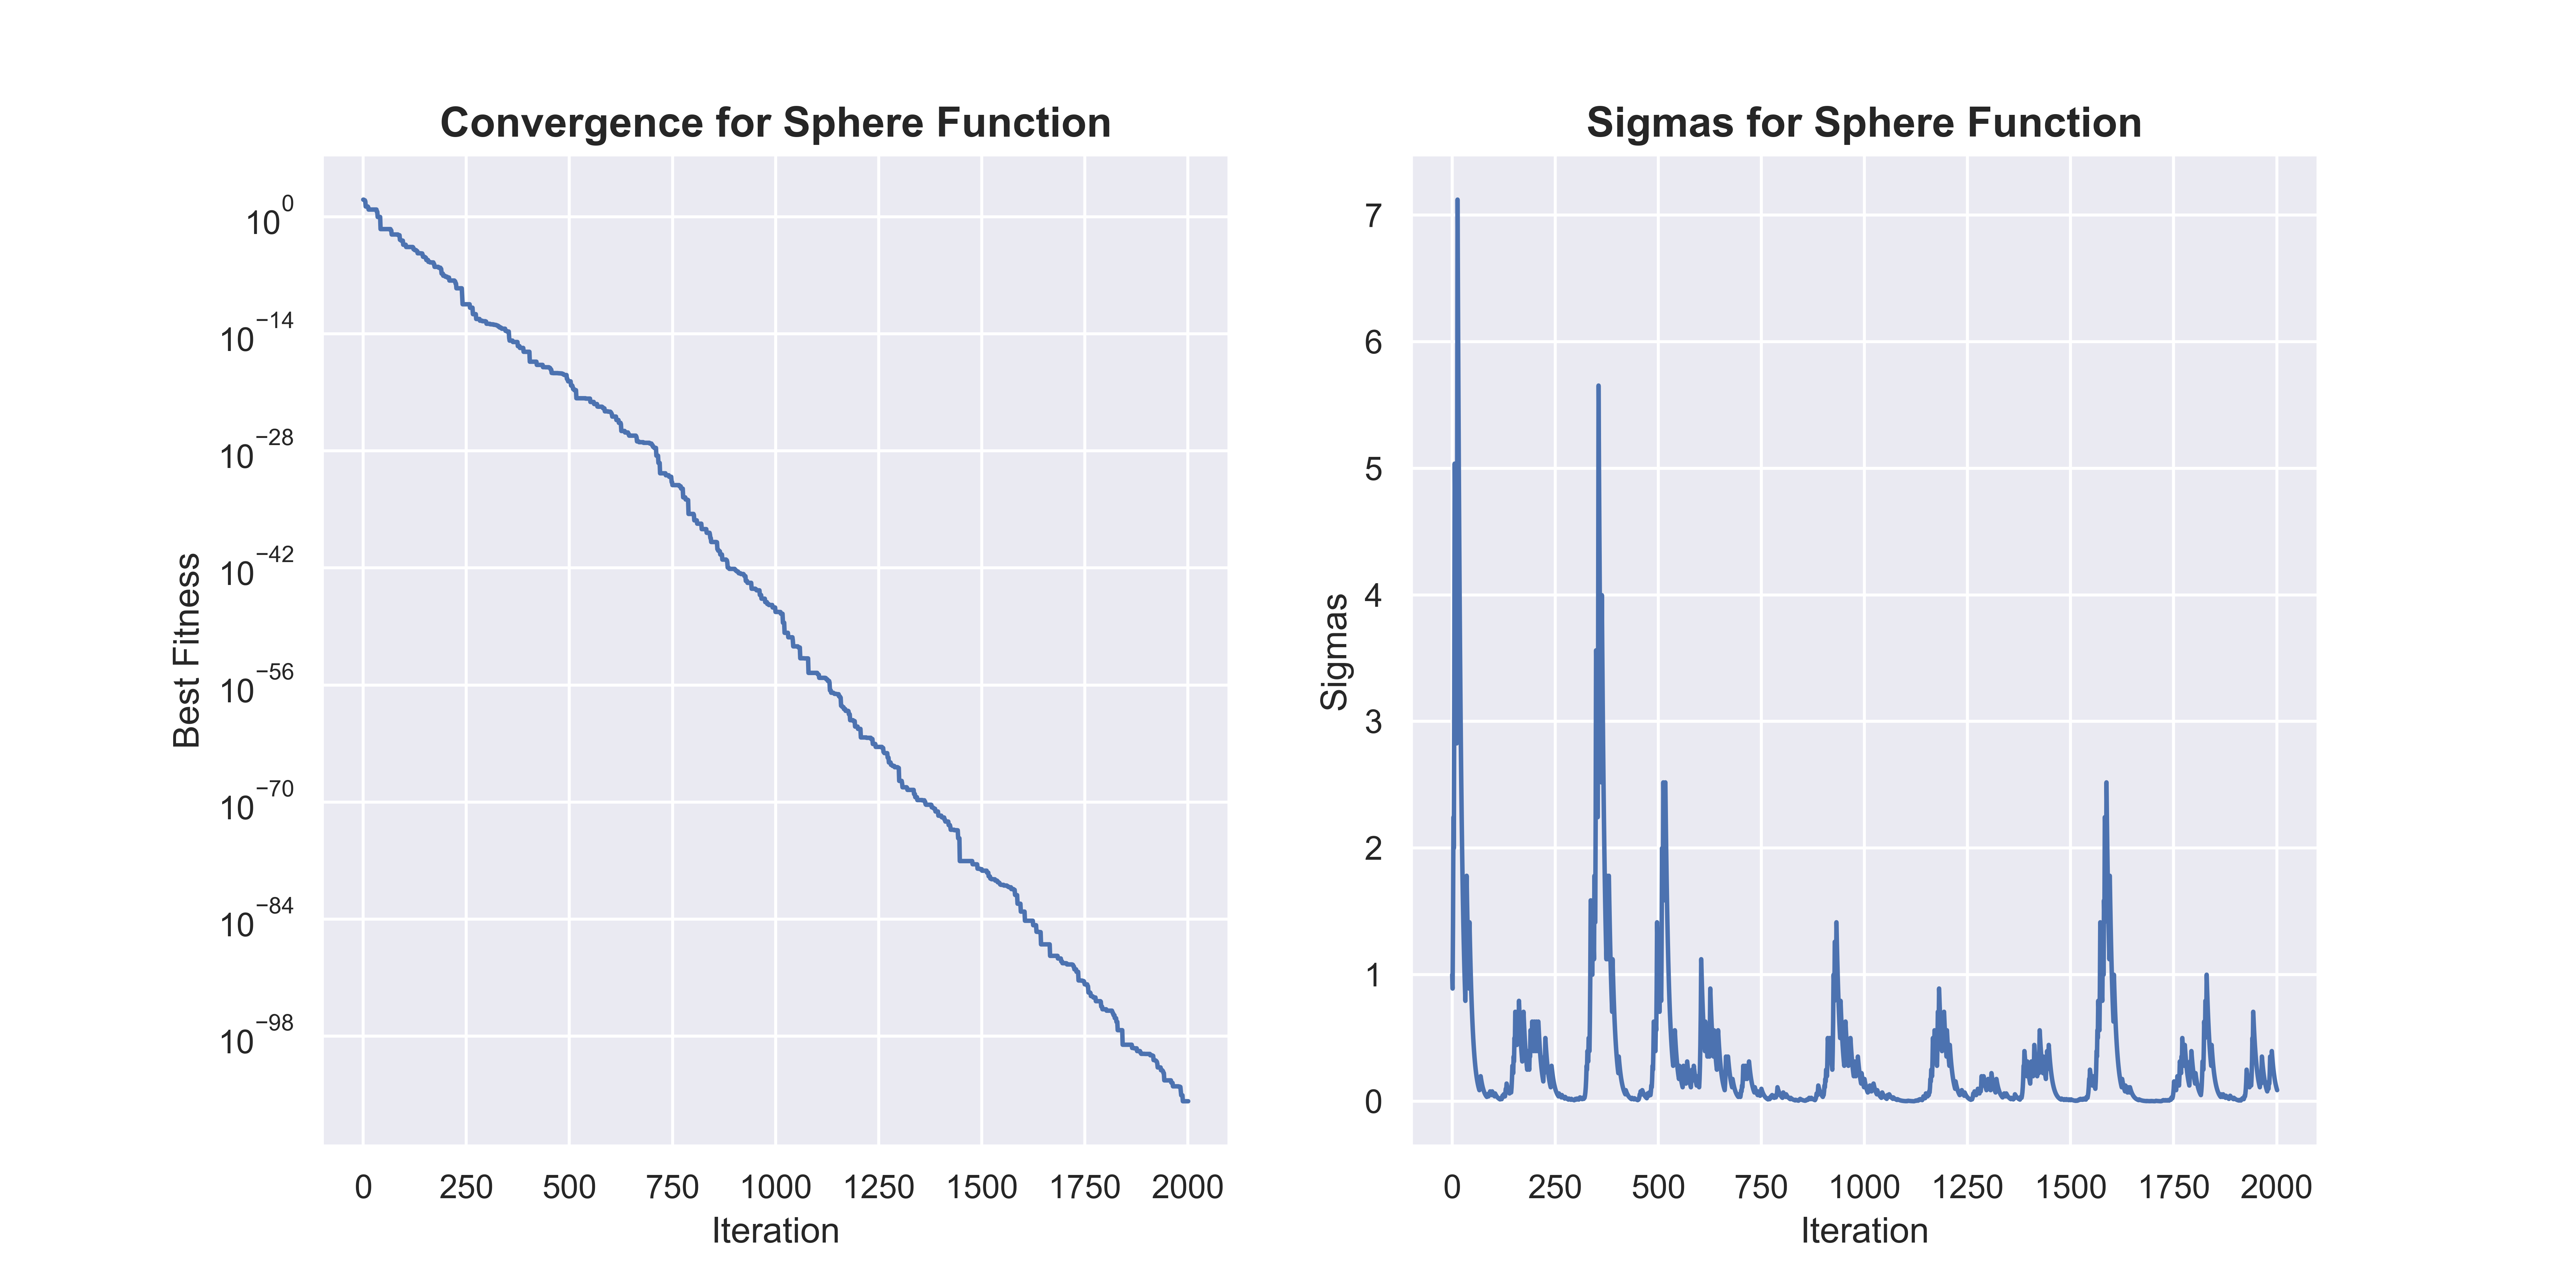 Convergence for Sphere Function
Best Fitness
10⁰
10⁻¹⁴
10⁻²⁸
10⁻⁴²
10⁻⁵⁶
10⁻⁷⁰
10⁻⁸⁴
10⁻⁹⁸
0 250 500 750 1000 1250 1500 1750 2000
Iteration
Sigmas for Sphere Function
Sigmas
7
6
5
4
3
2
1
0
0 250 500 750 1000 1250 1500 1750 2000
Iteration